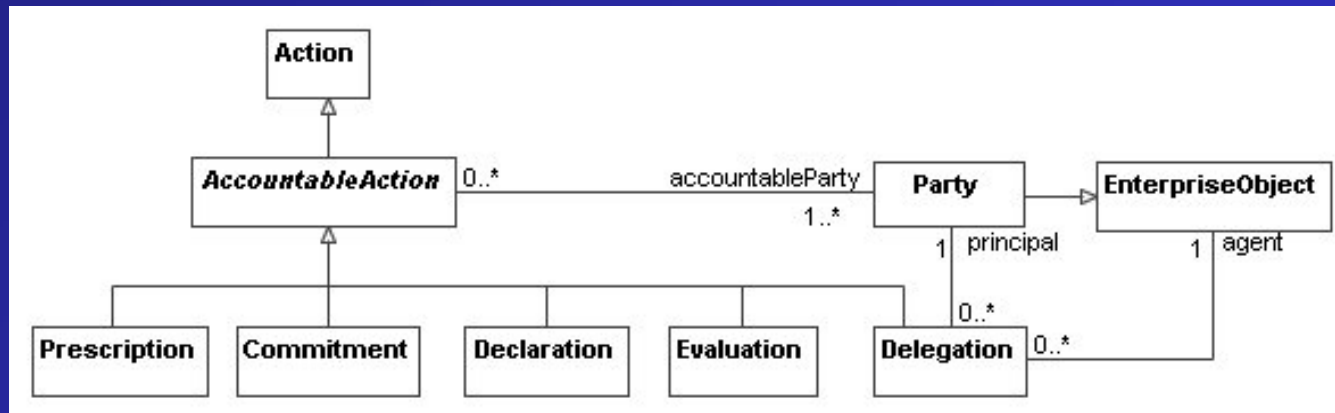 Action
AccountableAction
0..*
accountableParty
1..*
Party
EnterpriseObject
1
principal
1
agent
0..*
0..*
Prescription
Commitment
Declaration
Evaluation
Delegation